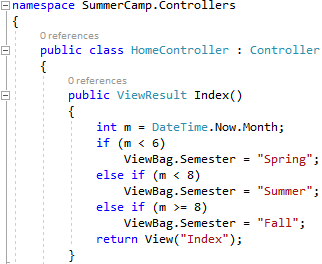 namespace SummerCamp.Controllers
{
0 references
public class HomeController : Controller
{
0 references
public ViewResult Index()
{
int m = DateTime.Now.Month;
if (m < 6)
ViewBag.Semester = "Spring";
else if (m < 8)
ViewBag.Semester = "Summer";
else if (m >= 8)
ViewBag.Semester = "Fall";
return View("Index");
}